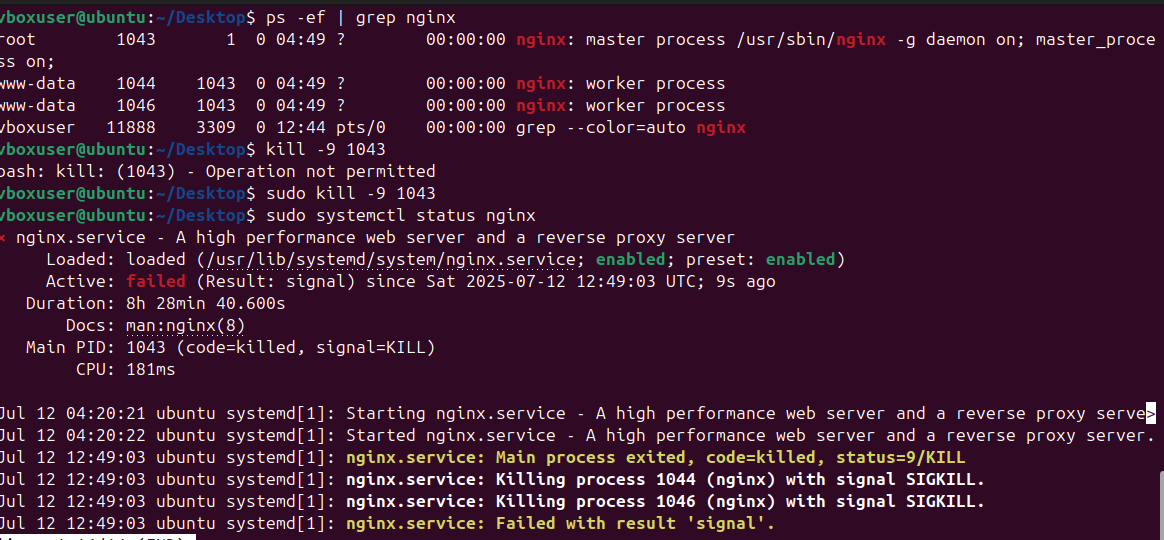 vboxuser@ubuntu:~/Desktop$ ps -ef | grep nginx
root        1043       1  0 04:49 ?        00:00:00 nginx: master process /usr/sbin/nginx -g daemon on; master_proce
ss on;
www-data    1044    1043  0 04:49 ?        00:00:00 nginx: worker process
www-data    1046    1043  0 04:49 ?        00:00:00 nginx: worker process
vboxuser   11888    3309  0 12:44 pts/0    00:00:00 grep --color=auto nginx
vboxuser@ubuntu:~/Desktop$ kill -9 1043
bash: kill: (1043) - Operation not permitted
vboxuser@ubuntu:~/Desktop$ sudo kill -9 1043
vboxuser@ubuntu:~/Desktop$ sudo systemctl status nginx
× nginx.service - A high performance web server and a reverse proxy server
     Loaded: loaded (/usr/lib/systemd/system/nginx.service; enabled; preset: enabled)
     Active: failed (Result: signal) since Sat 2025-07-12 12:49:03 UTC; 9s ago
   Duration: 8h 28min 40.600s
       Docs: man:nginx(8)
   Main PID: 1043 (code=killed, signal=KILL)
        CPU: 181ms

Jul 12 04:20:21 ubuntu systemd[1]: Starting nginx.service - A high performance web server and a reverse proxy serve>
Jul 12 04:20:22 ubuntu systemd[1]: Started nginx.service - A high performance web server and a reverse proxy server.
Jul 12 12:49:03 ubuntu systemd[1]: nginx.service: Main process exited, code=killed, status=9/KILL
Jul 12 12:49:03 ubuntu systemd[1]: nginx.service: Killing process 1044 (nginx) with signal SIGKILL.
Jul 12 12:49:03 ubuntu systemd[1]: nginx.service: Killing process 1046 (nginx) with signal SIGKILL.
Jul 12 12:49:03 ubuntu systemd[1]: nginx.service: Failed with result 'signal'.